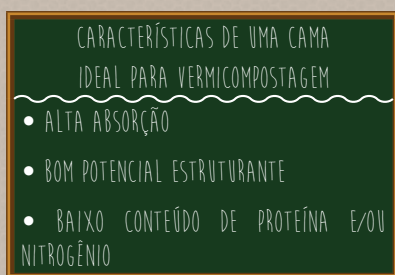 CARACTERÍSTICAS DE UMA CAMA
IDEAL PARA VERMICOMPOSTAGEM
• ALTA ABSORÇÃO
• BOM POTENCIAL ESTRUTURANTE
• BAIXO CONTEÚDO DE PROTEÍNA E/OU
NITROGÊNIO